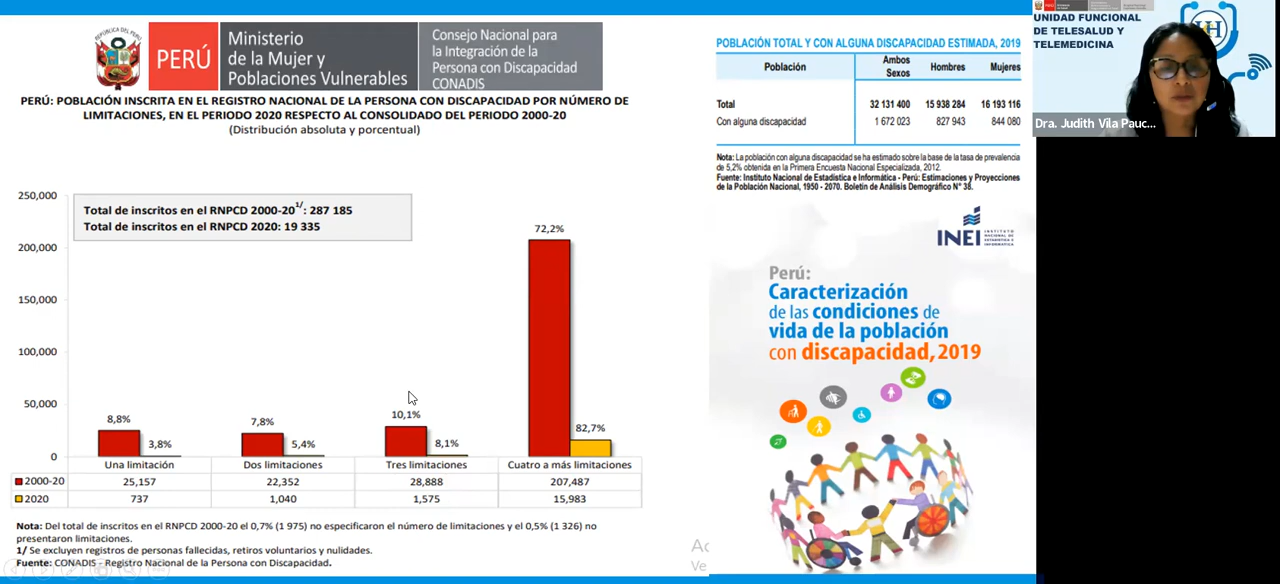 REPÚBLICA DEL PERÚ
PERÚ
Ministerio
de la Mujer y
Poblaciones Vulnerables
Consejo Nacional para
la Integración de la
Persona con Discapacidad
CONADIS
PERÚ: POBLACIÓN INSCRITA EN EL REGISTRO NACIONAL DE LA PERSONA CON DISCAPACIDAD POR NÚMERO DE
LIMITACIONES, EN EL PERIODO 2020 RESPECTO AL CONSOLIDADO DEL PERIODO 2000-20
(Distribución absoluta y porcentual)
250,000
200,000
150,000
100,000
50,000
0
Total de inscritos en el RNPCD 2000-20 1/: 287 185
Total de inscritos en el RNPCD 2020: 19 335
8,8% 3,8% 7,8% 5,4% 10,1% 8,1% 72,2% 82,7%
Una limitación Dos limitaciones Tres limitaciones Cuatro a más limitaciones
2000-20 25,157 22,352 28,888 207,487
2020 737 1,040 1,575 15,983
Nota: Del total de inscritos en el RNPCD 2000-20 el 0,7% (1 975) no especificaron el número de limitaciones y el 0,5% (1 326) no
presentaron limitaciones.
1/ Se excluyen registros de personas fallecidas, retiros voluntarios y nulidades.
Fuente: CONADIS - Registro Nacional de la Persona con Discapacidad.
POBLACIÓN TOTAL Y CON ALGUNA DISCAPACIDAD ESTIMADA, 2019
Población Ambos Sexos Hombres Mujeres
Total 32 131 400 15 938 284 16 193 116
Con alguna discapacidad 1 672 023 827 943 844 080
Nota: La población con alguna discapacidad se ha estimado sobre la base de la tasa de prevalencia
de 5,2% obtenida en la Primera Encuesta Nacional Especializada, 2012.
Fuente: Instituto Nacional de Estadística e Informática - Perú: Estimaciones y Proyecciones
de la Población Nacional, 1950 - 2070. Boletín de Análisis Demográfico N° 38.
INEI
INSTITUTO
NACIONAL DE
ESTADÍSTICA E
INFORMÁTICA
Perú:
Caracterización
de las condiciones de
vida de la población
con discapacidad, 2019
UNIDAD FUNCIONAL
DE TELESALUD Y
TELEMEDICINA
Dra. Judith Vila Pauc...